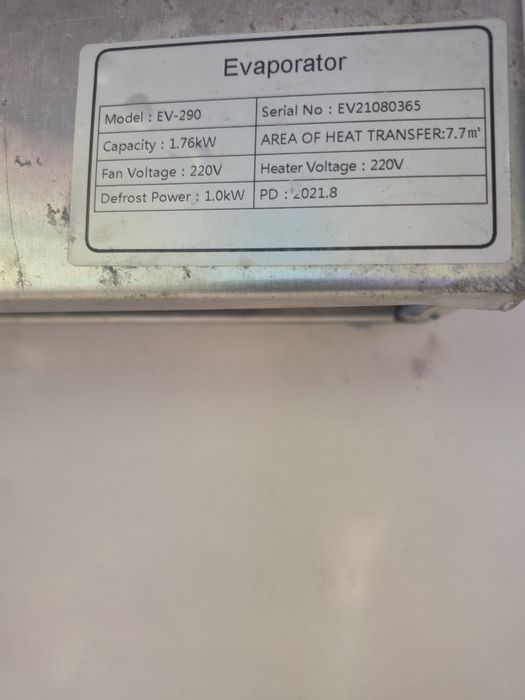 Evaporator
Model : EV-290 Serial No : EV21080365
Capacity : 1.76kW AREA OF HEAT TRANSFER:7.7㎡
Fan Voltage : 220V Heater Voltage : 220V
Defrost Power : 1.0kW PD : 2021.8